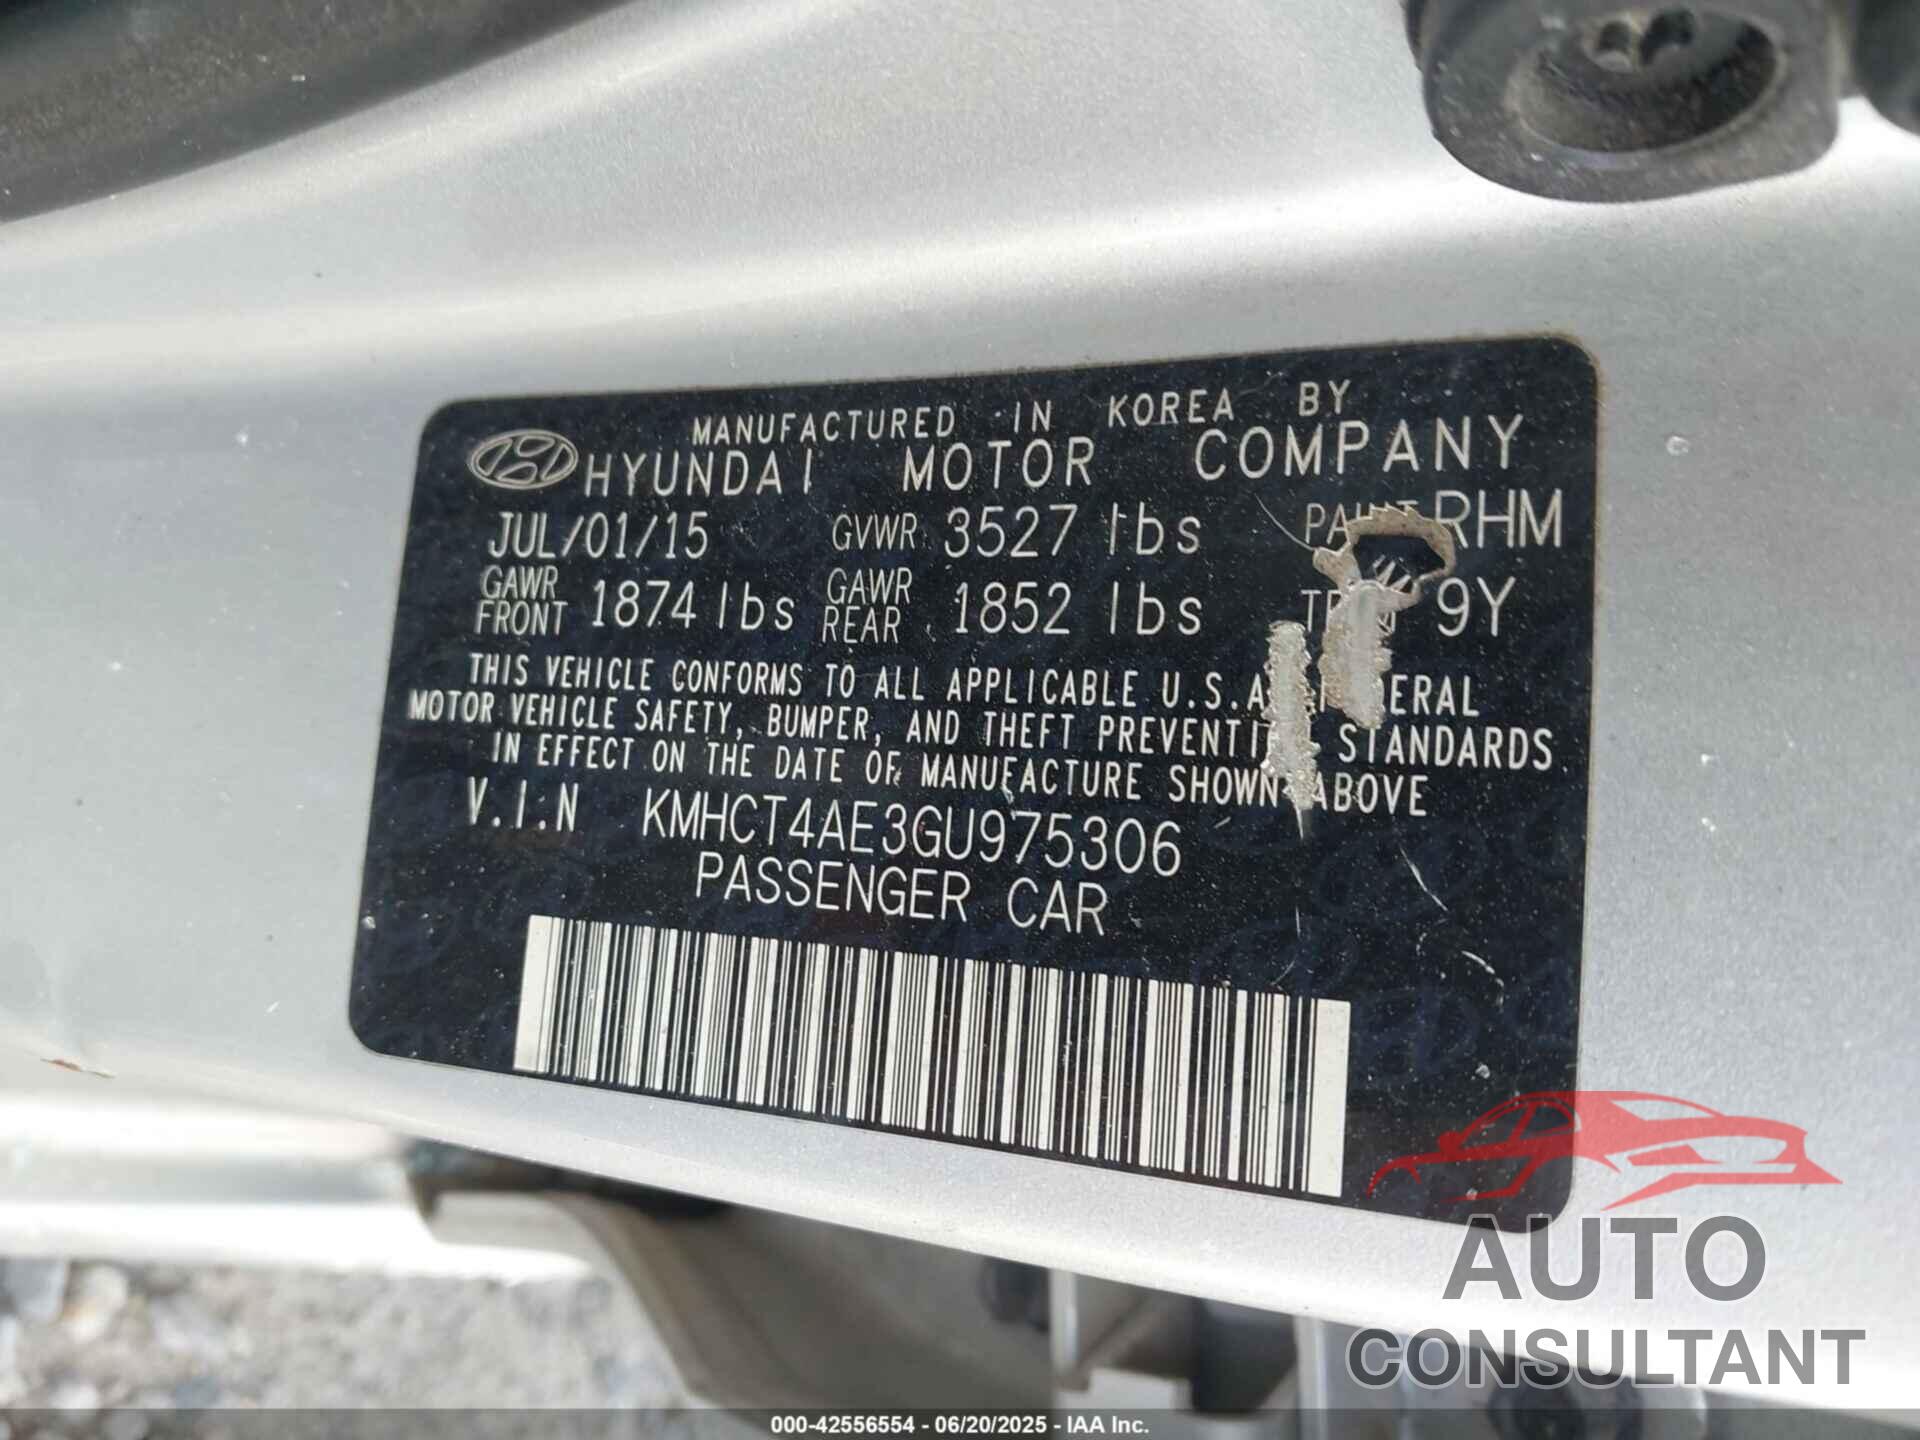 MANUFACTURED IN KOREA BY
HYUNDAI MOTOR COMPANY
JUL/01/15 GVWR 3527 lbs RHM
GAWR FRONT 1874 lbs GAWR REAR 1852 lbs 9Y
THIS VEHICLE CONFORMS TO ALL APPLICABLE
MOTOR VEHICLE SAFETY, BUMPER, AND THEFT STANDARDS
IN EFFECT ON THE DATE OF MANUFACTURE SHOWN ABOVE
V.I.N KMHCT4AE3GU975306
PASSENGER CAR
AUTO
CONSULTANT
000-42556554 - 06/20/2025 - IAA Inc.